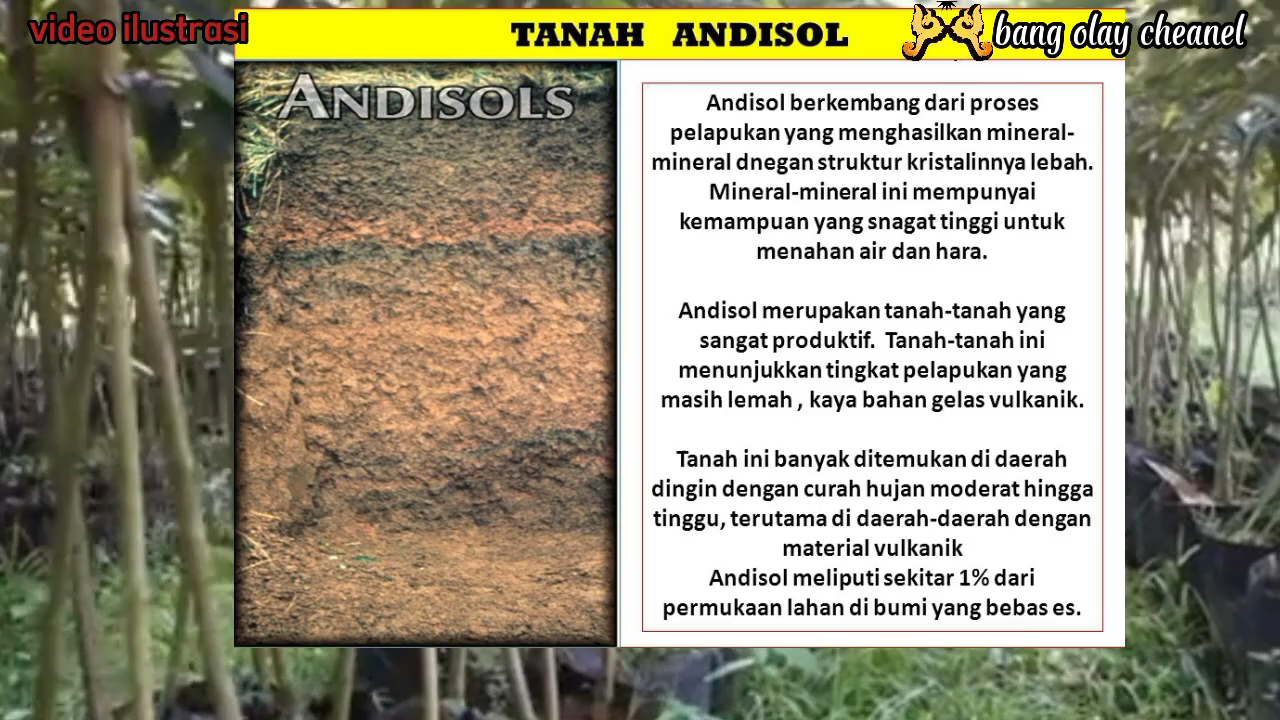 video ilustrasi
TANAH ANDISOL
bang olay cheanel
ANDISOLS
Andisol berkembang dari proses
pelapukan yang menghasilkan mineral-
mineral dnegan struktur kristalinnya lebah.
Mineral-mineral ini mempunyai
kemampuan yang snagat tinggi untuk
menahan air dan hara.
Andisol merupakan tanah-tanah yang
sangat produktif. Tanah-tanah ini
menunjukkan tingkat pelapukan yang
masih lemah , kaya bahan gelas vulkanik.
Tanah ini banyak ditemukan di daerah
dingin dengan curah hujan moderat hingga
tinggu, terutama di daerah-daerah dengan
material vulkanik
Andisol meliputi sekitar 1% dari
permukaan lahan di bumi yang bebas es.